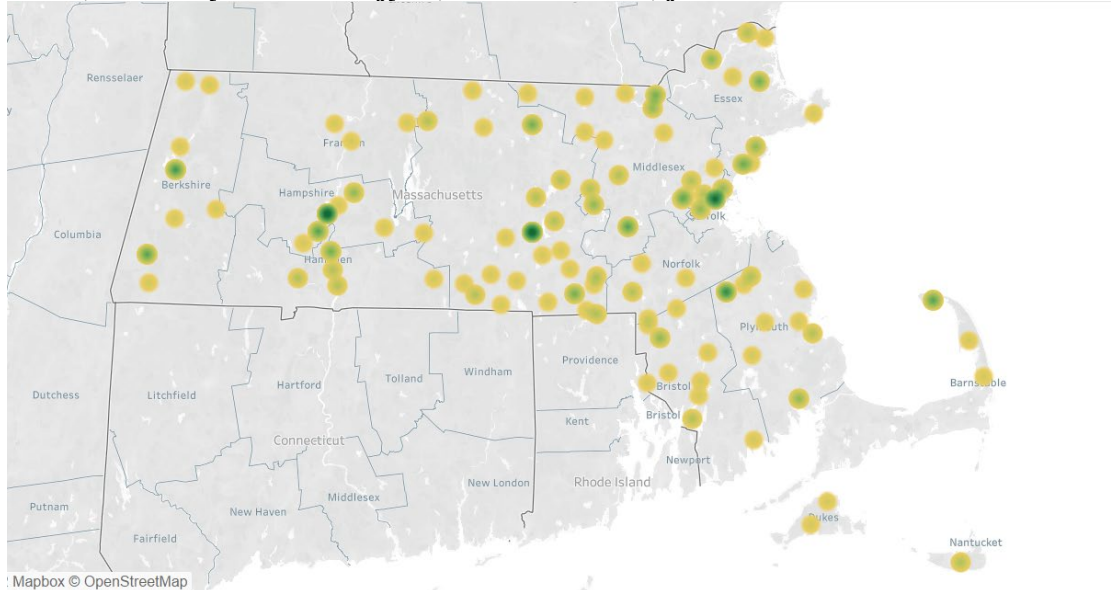 Rensselaer
Essex
Franklin
Middlesex
Berkshire
Hampshire
Massachusetts
Suffolk
Columbia
Hampden
Norfolk
Plymouth
Providence
Windham
Tolland
Hartford
Litchfield
Dutchess
Bristol
Barnstable
Kent
Bristol
Connecticut
Newport
New London
Rhode Island
Middlesex
New Haven
Putnam
Dukes
Fairfield
Nantucket
Mapbox © OpenStreetMap